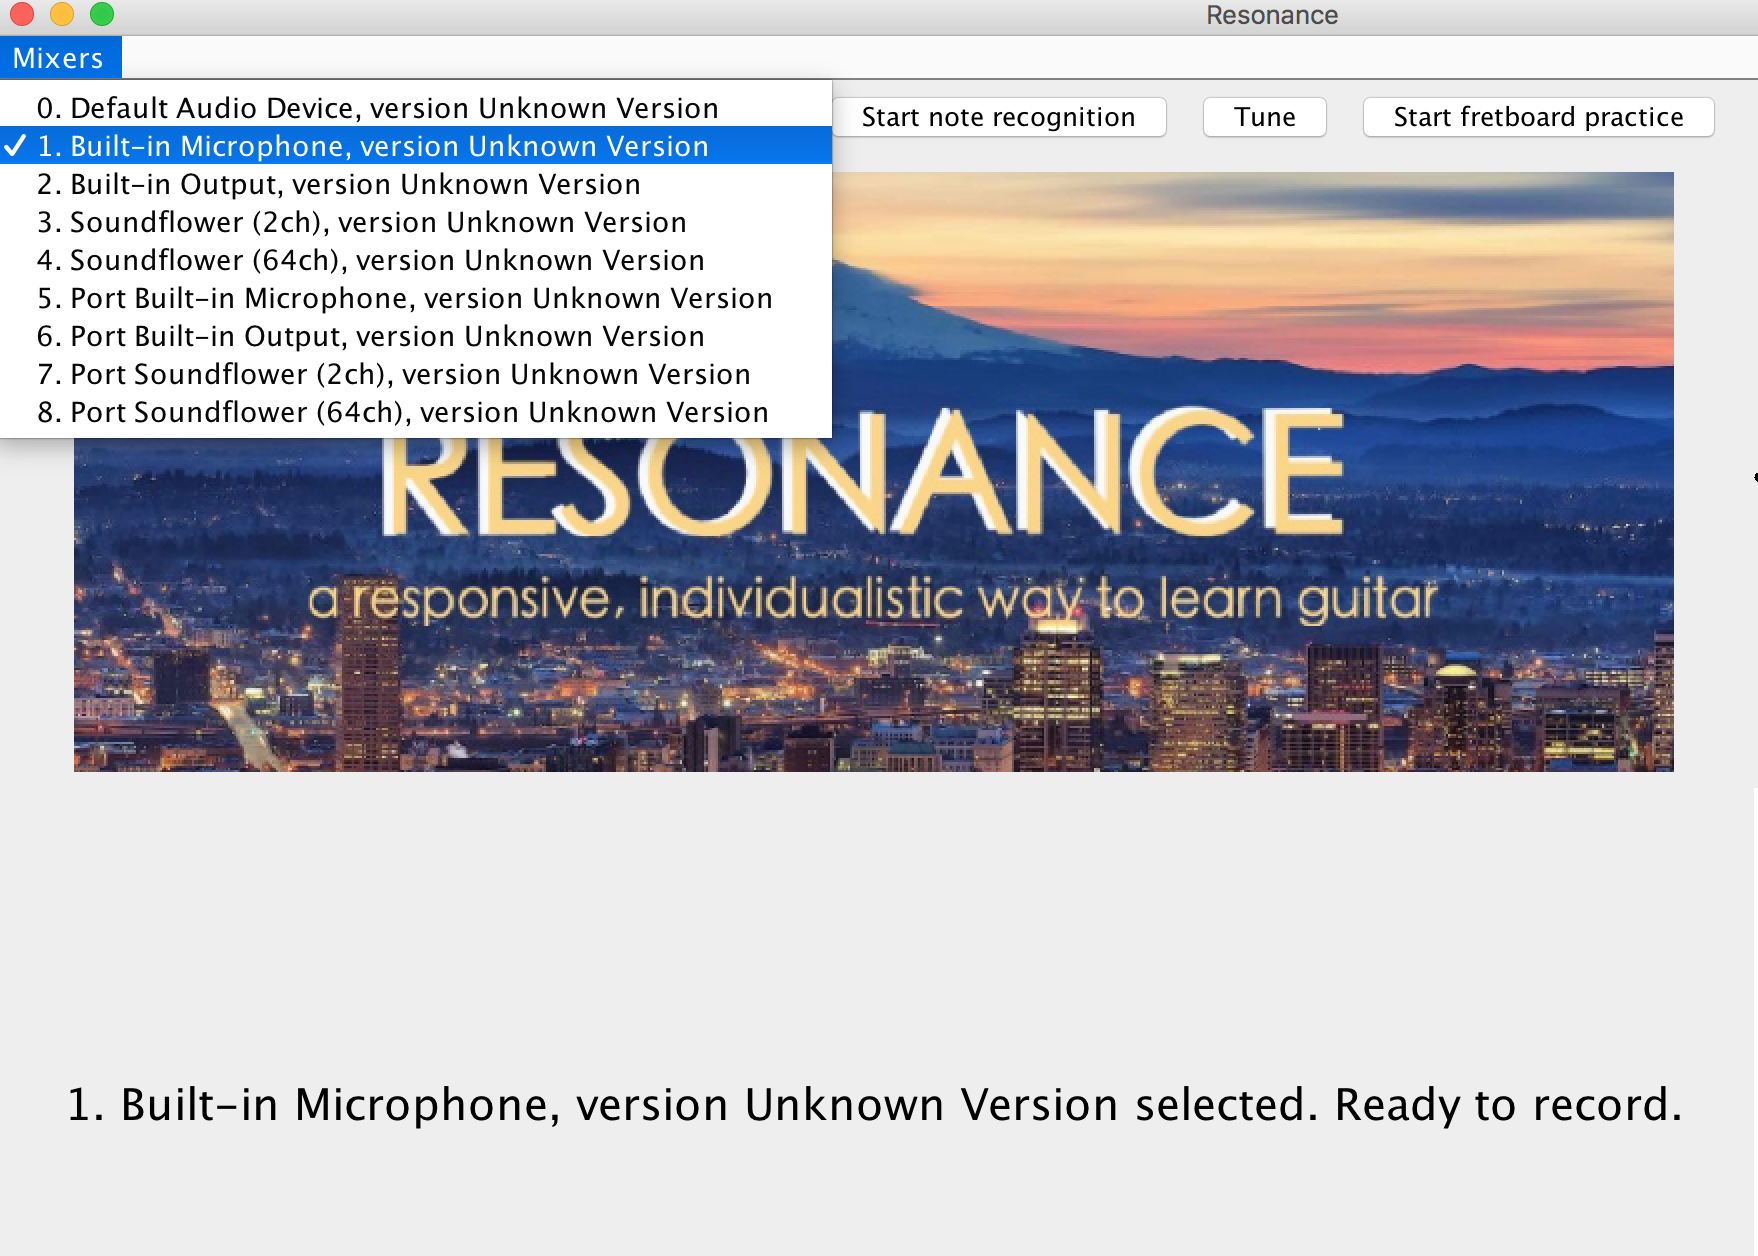 Resonance
Mixers
0. Default Audio Device, version Unknown Version
1. Built-in Microphone, version Unknown Version
2. Built-in Output, version Unknown Version
3. Soundflower (2ch), version Unknown Version
4. Soundflower (64ch), version Unknown Version
5. Port Built-in Microphone, version Unknown Version
6. Port Built-in Output, version Unknown Version
7. Port Soundflower (2ch), version Unknown Version
8. Port Soundflower (64ch), version Unknown Version
Start note recognition
Tune
Start fretboard practice
RESONANCE
a responsive, individualistic way to learn guitar
1. Built-in Microphone, version Unknown Version selected. Ready to record.